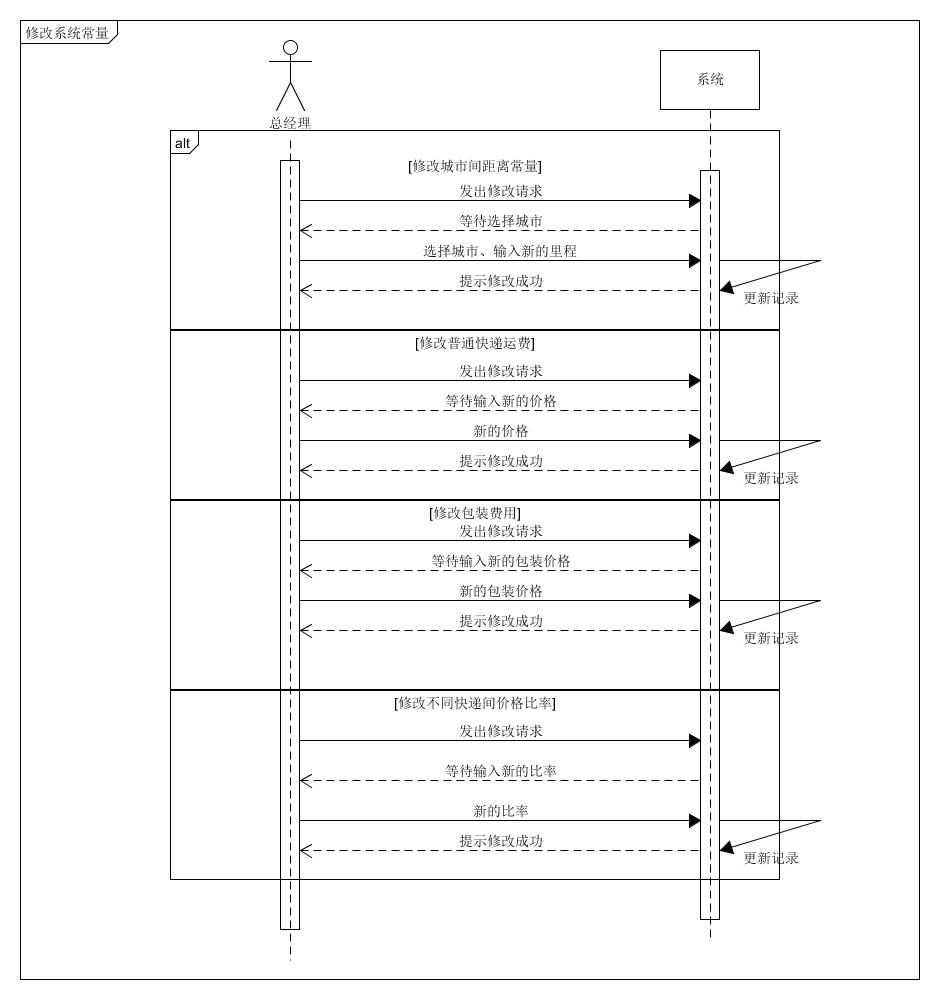 修改系统常量
系统
总经理
alt
[修改城市间距离常量]
发出修改请求
等待选择城市
选择城市、输入新的里程
提示修改成功
更新记录
[修改普通快递运费]
发出修改请求
等待输入新的价格
新的价格
提示修改成功
更新记录
[修改包装费用]
发出修改请求
等待输入新的包装价格
新的包装价格
提示修改成功
更新记录
[修改不同快递间价格比率]
发出修改请求
等待输入新的比率
新的比率
提示修改成功
更新记录